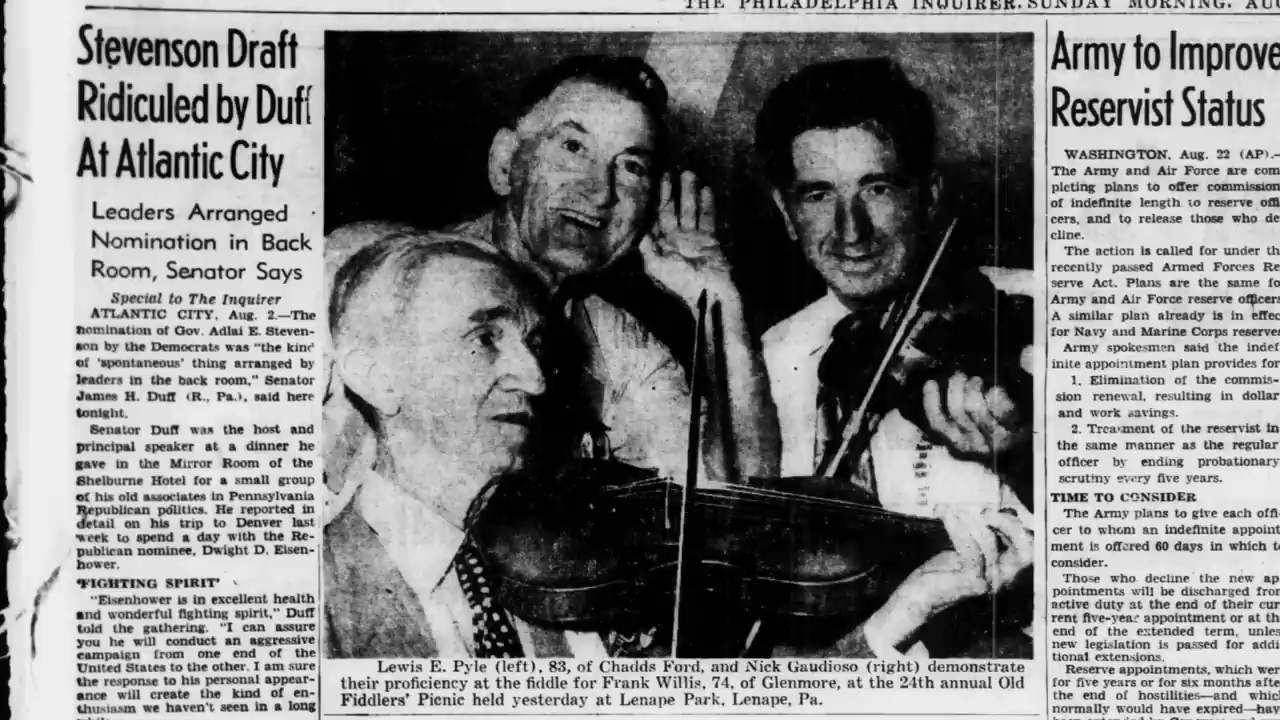 THE PHILADELPHIA INQUIRER, SUNDAY MORNING,
Stevenson Draft
Ridiculed by Duff
At Atlantic City
Leaders Arranged
Nomination in Back
Room, Senator Says
Special to The Inquirer
ATLANTIC CITY, Aug. 2.—The
nomination of Gov. Adlai E. Steven-
son by the Democrats was "the kind
of 'spontaneous' thing arranged by
leaders in the back room," Senator
James H. Duff (R., Pa.), said here
tonight.
Senator Duff was the host and
principal speaker at a dinner he
gave in the Mirror Room of the
Shelburne Hotel for a small group
of his old associates in Pennsylvania
Republican politics. He reported in
detail on his trip to Denver last
week to spend a day with the Re-
publican nominee, Dwight D. Eisen-
hower.
'FIGHTING SPIRIT'
"Eisenhower is in excellent health
and wonderful fighting spirit," Duff
told the gathering. "I can assure
you he will conduct an aggressive
campaign from one end of the
United States to the other. I am sure
the response to his personal appear-
ance will create the kind of en-
thusiasm we haven't seen in a long
Lewis E. Pyle (left), 83, of Chadds Ford, and Nick Gaudioso (right) demonstrate
their proficiency at the fiddle for Frank Willis, 74, of Glenmore, at the 24th annual Old
Fiddlers' Picnic held yesterday at Lenape Park, Lenape, Pa.
Army to Improve
Reservist Status
WASHINGTON, Aug. 22 (AP).—
The Army and Air Force are com
pleting plans to offer commission
of indefinite length to reserve offi
cers, and to release those who de
cline.
The action is called for under th
recently passed Armed Forces Re
serve Act. Plans are the same fo
Army and Air Force reserve officers
A similar plan already is in effec
for Navy and Marine Corps reserve
Army spokesmen said the indef
inite appointment plan provides for
1. Elimination of the commis-
sion renewal, resulting in dollar
and work savings.
2. Treatment of the reservist in
the same manner as the regular
officer by ending probationary
scrutiny every five years.
TIME TO CONSIDER
The Army plans to give each offi
cer to whom an indefinite appoint
ment is offered 60 days in which t
consider.
Those who decline the new ap
pointments will be discharged from
active duty at the end of their cur
rent five-year appointment or at th
end of the extended term, unles
new legislation is passed for addi
tional extensions.
Reserve appointments, which wer
for five years or for six months afte
the end of hostilities—and which
normally would have expired—hav